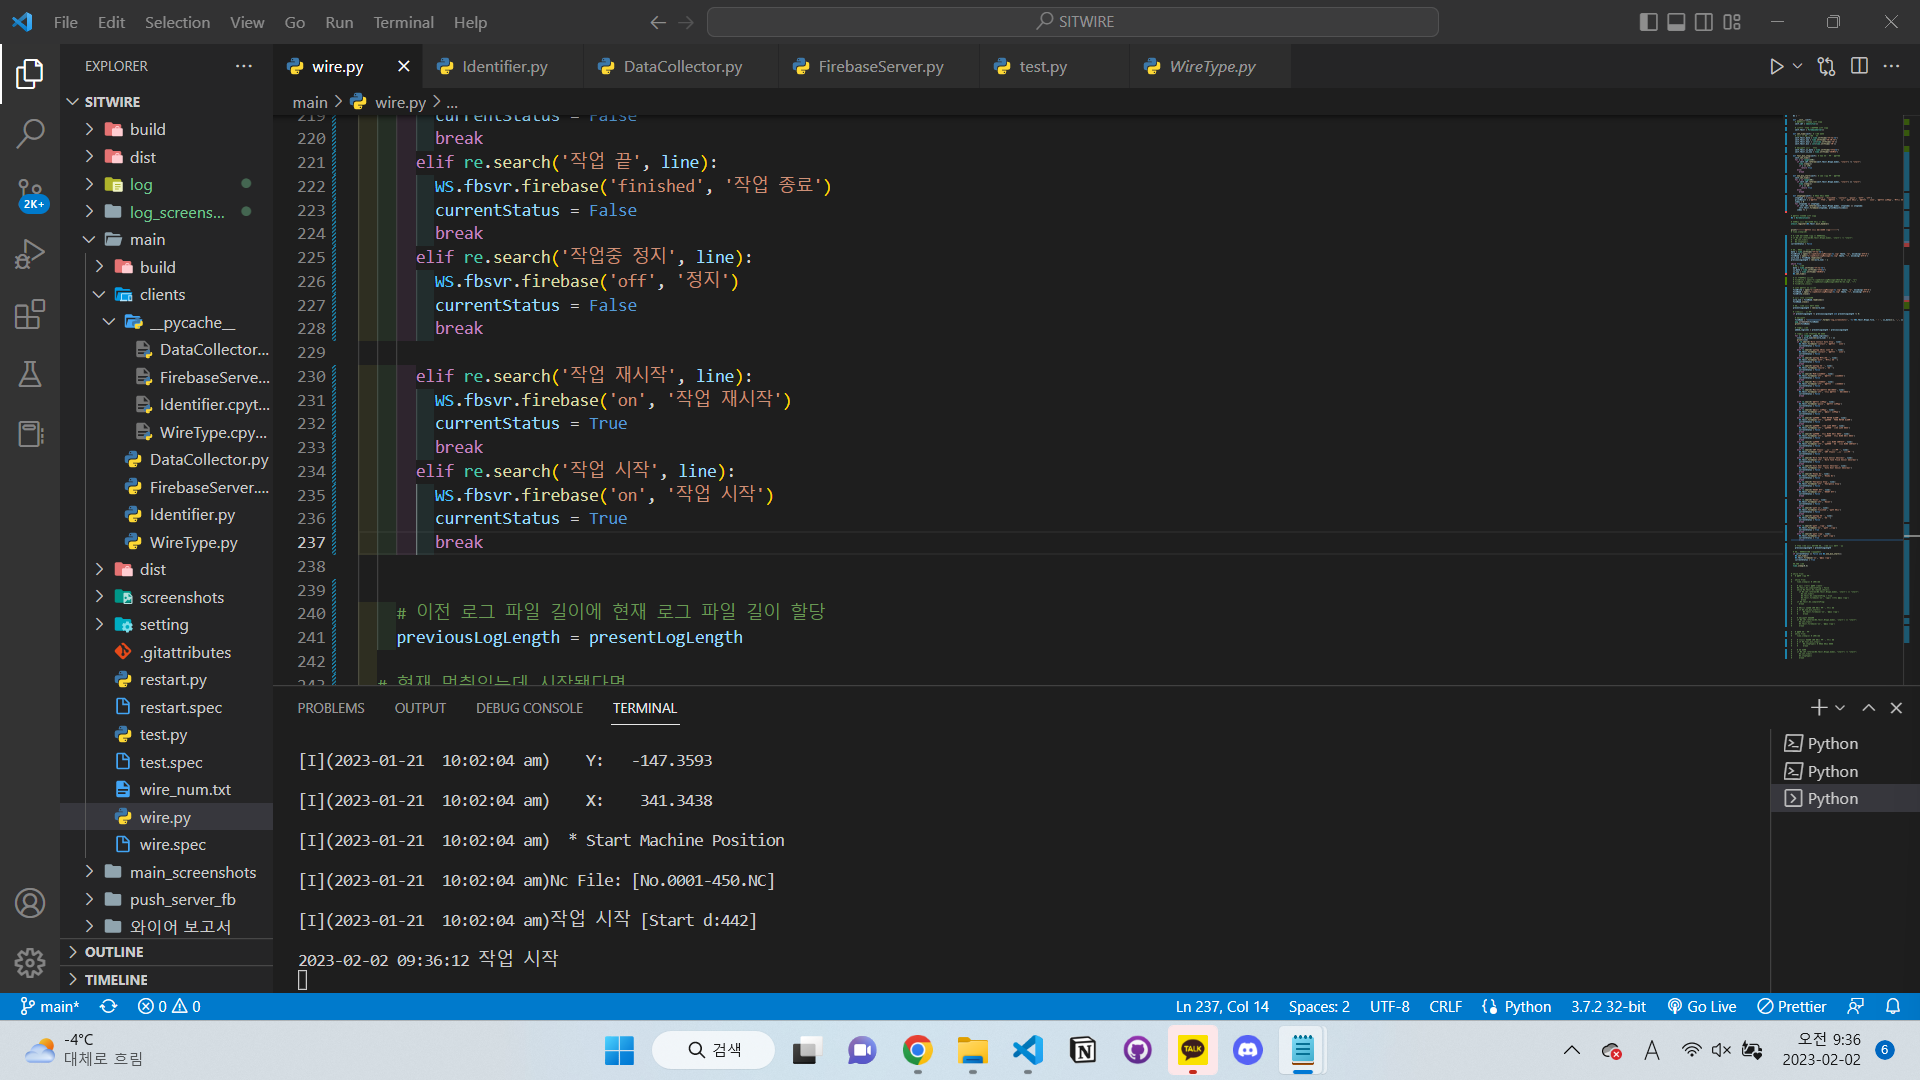 File Edit Selection View Go Run Terminal Help
SITWIRE
EXPLORER
wire.py
Identifier.py
DataCollector.py
FirebaseServer.py
test.py
WireType.py
main > wire.py > ...
SITWIRE
build
dist
log
log_screens...
main
build
clients
__pycache__
DataCollector...
FirebaseServe...
Identifier.cpyt...
WireType.cpy...
DataCollector.py
FirebaseServer....
Identifier.py
WireType.py
dist
screenshots
setting
.gitattributes
restart.py
restart.spec
test.py
test.spec
wire_num.txt
wire.py
wire.spec
main_screenshots
push_server_fb
와이어 보고서
OUTLINE
TIMELINE
2K+
219 currentStatus = False
220 break
221 elif re.search('작업 끝', line):
222 WS.fbsvr.firebase('finished', '작업 종료')
223 currentStatus = False
224 break
225 elif re.search('작업중 정지', line):
226 WS.fbsvr.firebase('off', '정지')
227 currentStatus = False
228 break
229
230 elif re.search('작업 재시작', line):
231 WS.fbsvr.firebase('on', '작업 재시작')
232 currentStatus = True
233 break
234 elif re.search('작업 시작', line):
235 WS.fbsvr.firebase('on', '작업 시작')
236 currentStatus = True
237 break
238
239
240 # 이전 로그 파일 길이에 현재 로그 파일 길이 할당
241 previousLogLength = presentLogLength
242
243 # 현재 멈춰있는데 시작됐다면
PROBLEMS OUTPUT DEBUG CONSOLE TERMINAL
[I](2023-01-21 10:02:04 am) Y: -147.3593
[I](2023-01-21 10:02:04 am) X: 341.3438
[I](2023-01-21 10:02:04 am) * Start Machine Position
[I](2023-01-21 10:02:04 am)Nc File: [No.0001-450.NC]
[I](2023-01-21 10:02:04 am)작업 시작 [Start d:442]
2023-02-02 09:36:12 작업 시작
Python
Python
Python
main* 0 0 Ln 237, Col 14 Spaces: 2 UTF-8 CRLF Python 3.7.2 32-bit Go Live Prettier
-4°C
대체로 흐림
검색
TALK
A
오전 9:36
2023-02-02
6